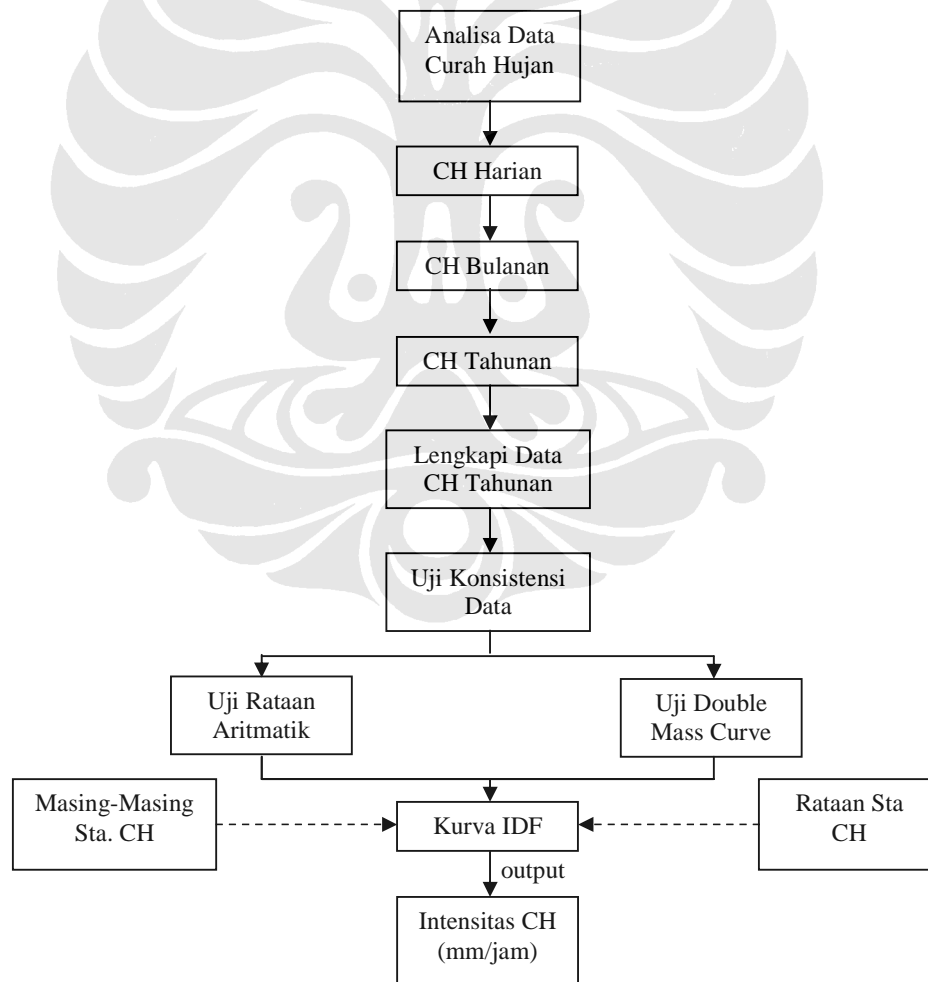 Analisa Data
Curah Hujan
CH Harian
CH Bulanan
CH Tahunan
Lengkapi Data
CH Tahunan
Uji Konsistensi
Data
Uji Rataan
Aritmatik
Uji Double
Mass Curve
Masing-Masing
Sta. CH
Kurva IDF
Rataan Sta
CH
output
Intensitas CH
(mm/jam)